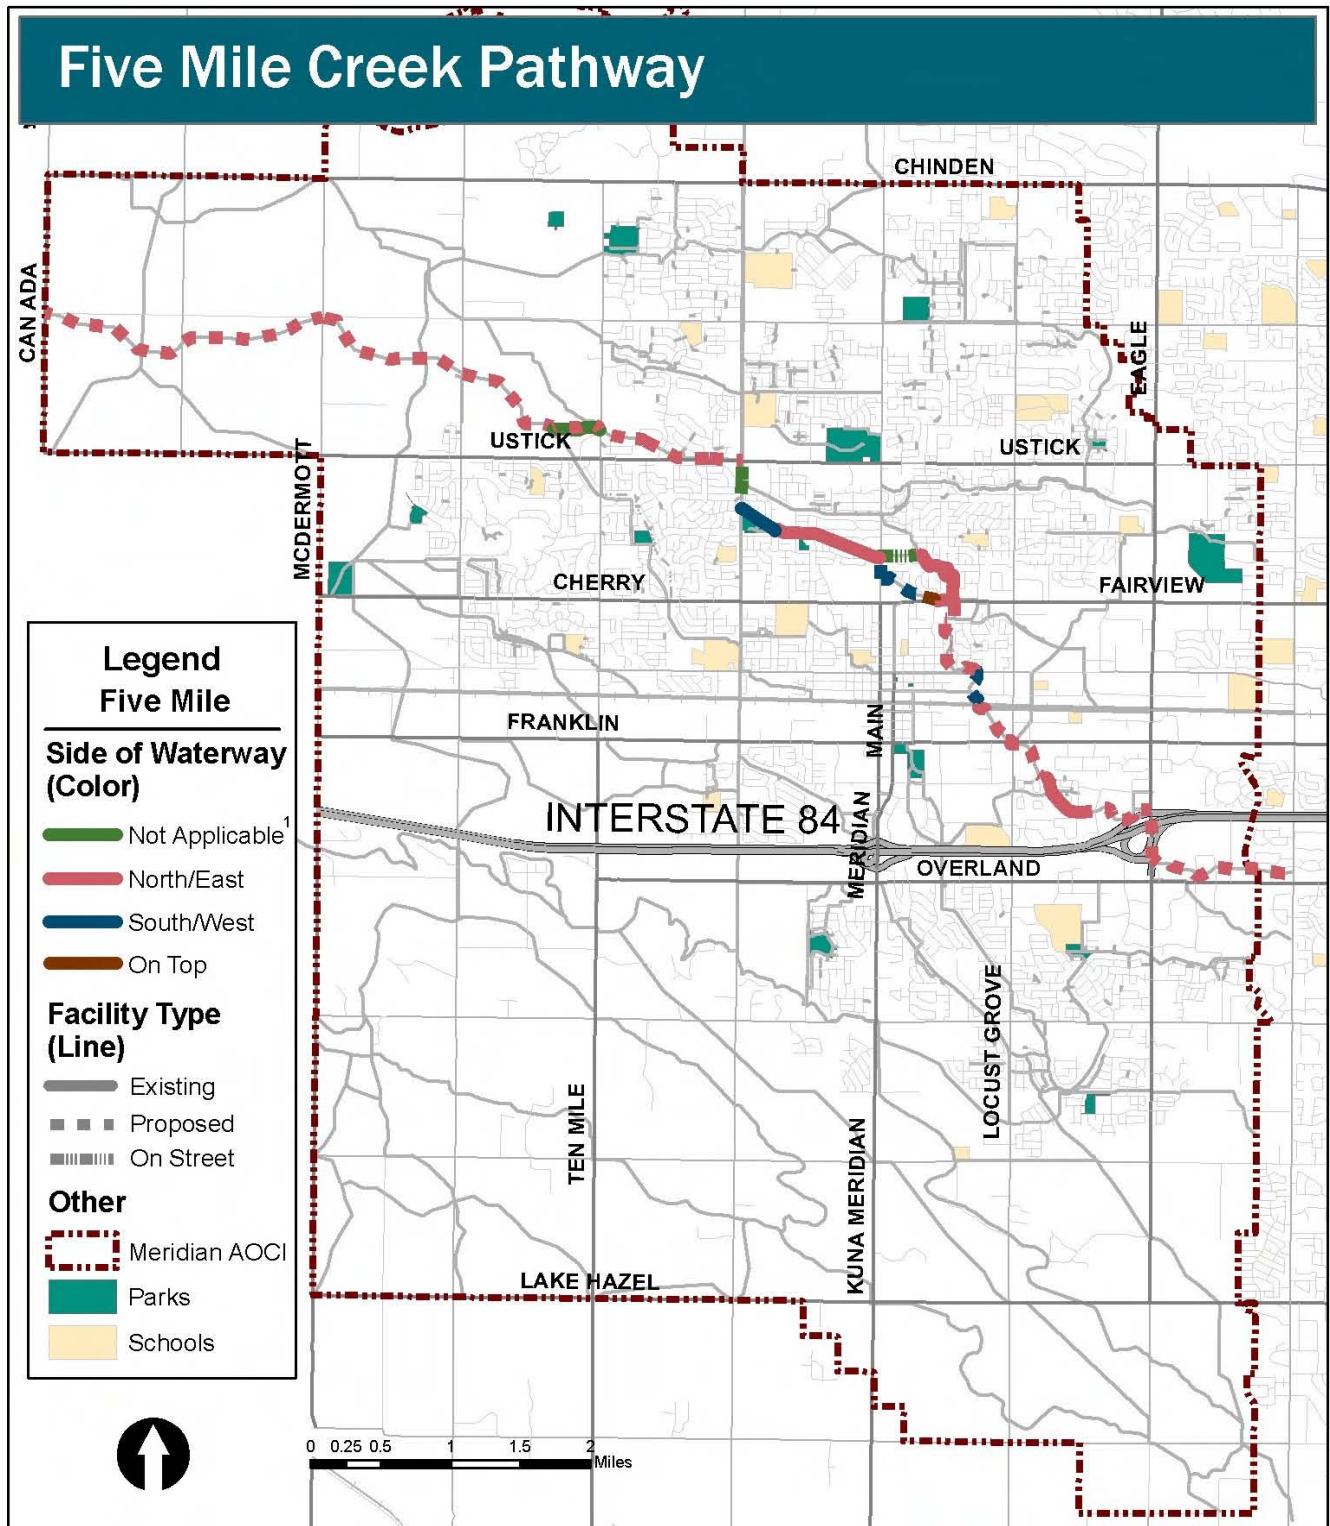 Five Mile Creek Pathway
CHINDEN
CAN ADA
EAGLE
USTICK
USTICK
MCDERMOTT
CHERRY
FAIRVIEW
FRANKLIN
MAIN
INTERSTATE 84
MERIDIAN
OVERLAND
LOCUST GROVE
TEN MILE
KUNA MERIDIAN
LAKE HAZEL
Legend
Five Mile
Side of Waterway
(Color)
Not Applicable¹
North/East
South/West
On Top
Facility Type
(Line)
Existing
Proposed
On Street
Other
Meridian AOCI
Parks
Schools
0 0.25 0.5 1 1.5 2
Miles